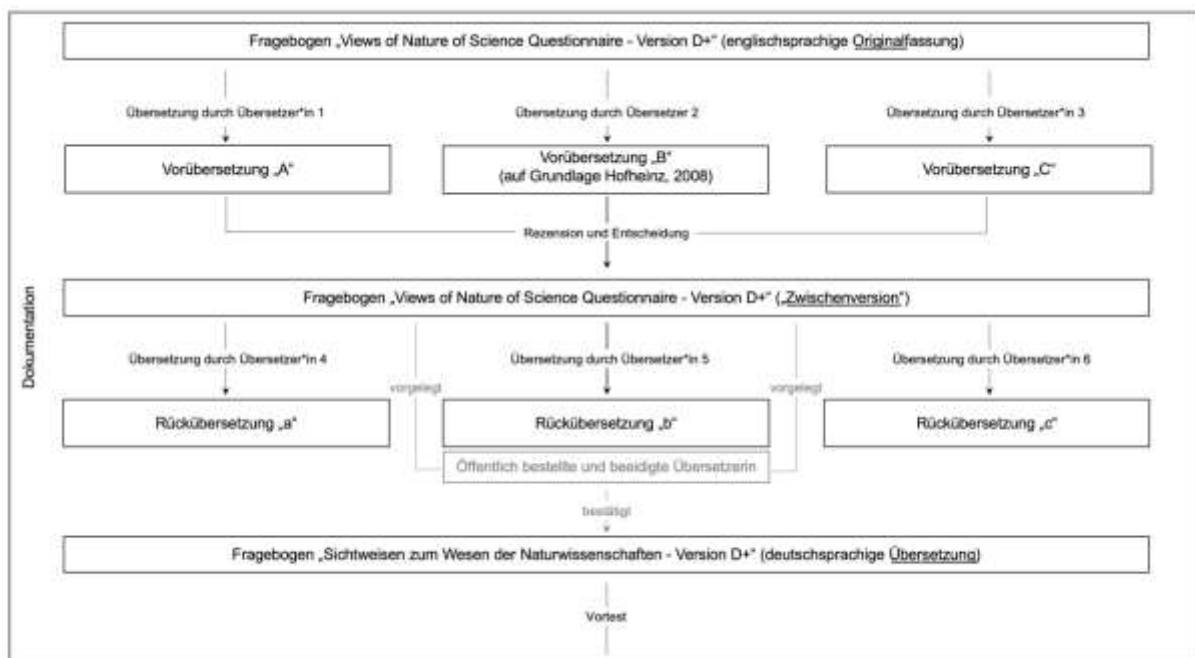 Fragebogen „Views of Nature of Science Questionnaire - Version D+“ (englischsprachige Originalfassung)
Übersetzung durch Übersetzer*in 1
Übersetzung durch Übersetzer 2
Übersetzung durch Übersetzer*in 3
Vorübersetzung „A“
Vorübersetzung „B“
(auf Grundlage Hofheinz, 2008)
Vorübersetzung „C“
Rezension und Entscheidung
Dokumentation
Fragebogen „Views of Nature of Science Questionnaire - Version D+“ („Zwischenversion“)
Übersetzung durch Übersetzer*in 4
Übersetzung durch Übersetzer*in 5
Übersetzung durch Übersetzer*in 6
vorgelegt
vorgelegt
Rückübersetzung „a“
Rückübersetzung „b“
Rückübersetzung „c“
Öffentlich bestellte und beeidigte Übersetzerin
bestätigt
Fragebogen „Sichtweisen zum Wesen der Naturwissenschaften - Version D+“ (deutschsprachige Übersetzung)
Vortest